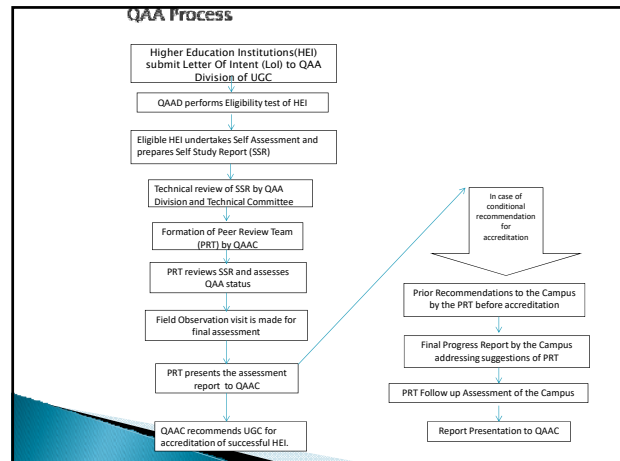 QAA Process
Higher Education Institutions(HEI)
submit Letter Of Intent (LoI) to QAA
Division of UGC
QAAD performs Eligibility test of HEI
Eligible HEI undertakes Self Assessment and
prepares Self Study Report (SSR)
Technical review of SSR by QAA
Division and Technical Committee
Formation of Peer Review Team
(PRT) by QAAC
PRT reviews SSR and assesses
QAA status
Field Observation visit is made for
final assessment
PRT presents the assessment
report to QAAC
QAAC recommends UGC for
accreditation of successful HEI.
In case of
conditional
recommendation
for
accreditation
Prior Recommendations to the Campus
by the PRT before accreditation
Final Progress Report by the Campus
addressing suggestions of PRT
PRT Follow up Assessment of the Campus
Report Presentation to QAAC